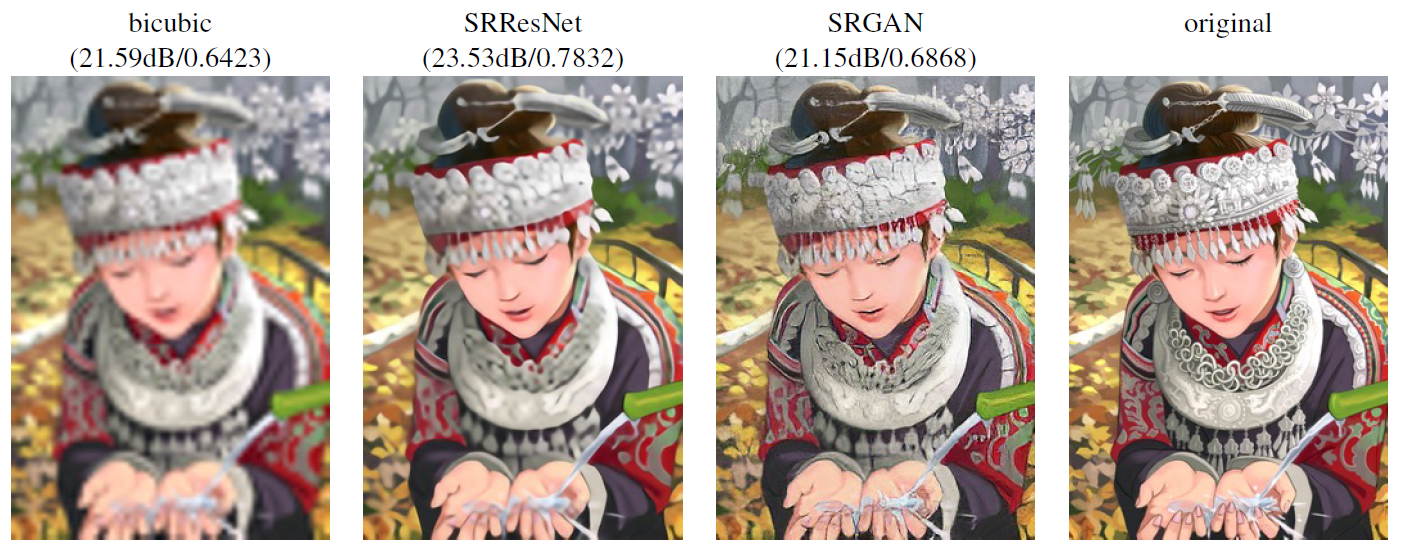 bicubic
(21.59dB/0.6423)
SRResNet
(23.53dB/0.7832)
SRGAN
(21.15dB/0.6868)
original